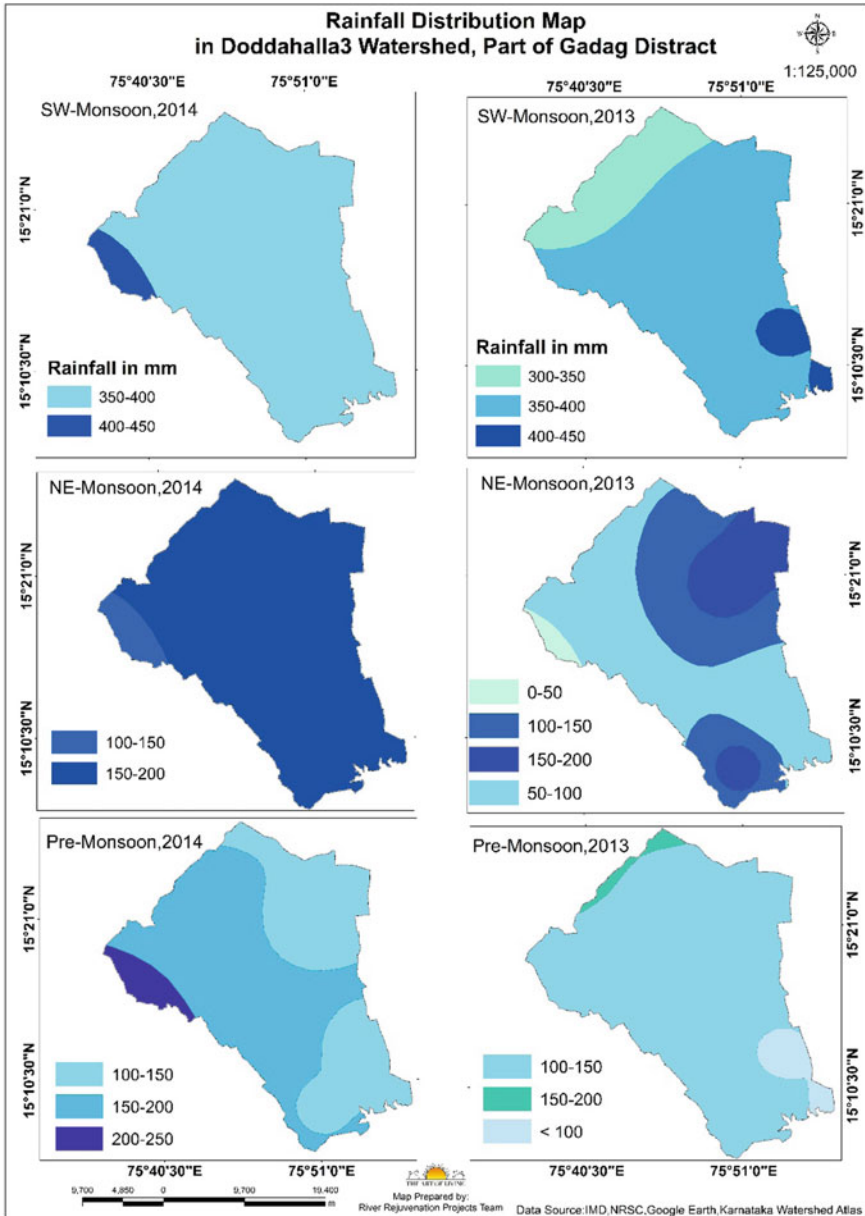 Rainfall Distribution Map
in Doddahalla3 Watershed, Part of Gadag Distract
N
1:125,000
75°40'30"E 75°51'0"E
75°40'30"E 75°51'0"E
SW-Monsoon,2014
15°21'0"N
15°10'30"N
Rainfall in mm
350-400
400-450
SW-Monsoon,2013
15°21'0"N
15°10'30"N
Rainfall in mm
300-350
350-400
400-450
NE-Monsoon,2014
15°21'0"N
15°10'30"N
100-150
150-200
NE-Monsoon,2013
15°21'0"N
15°10'30"N
0-50
100-150
150-200
50-100
Pre-Monsoon,2014
15°21'0"N
15°10'30"N
100-150
150-200
200-250
Pre-Monsoon,2013
15°21'0"N
15°10'30"N
100-150
150-200
< 100
75°40'30"E 75°51'0"E
75°40'30"E 75°51'0"E
9,700 4,850 0 9,700 19,400
m
THE ART OF LIVING
Map Prepared by:
River Rejuvenation Projects Team
Data Source:IMD,NRSC,Google Earth,Karnataka Watershed Atlas